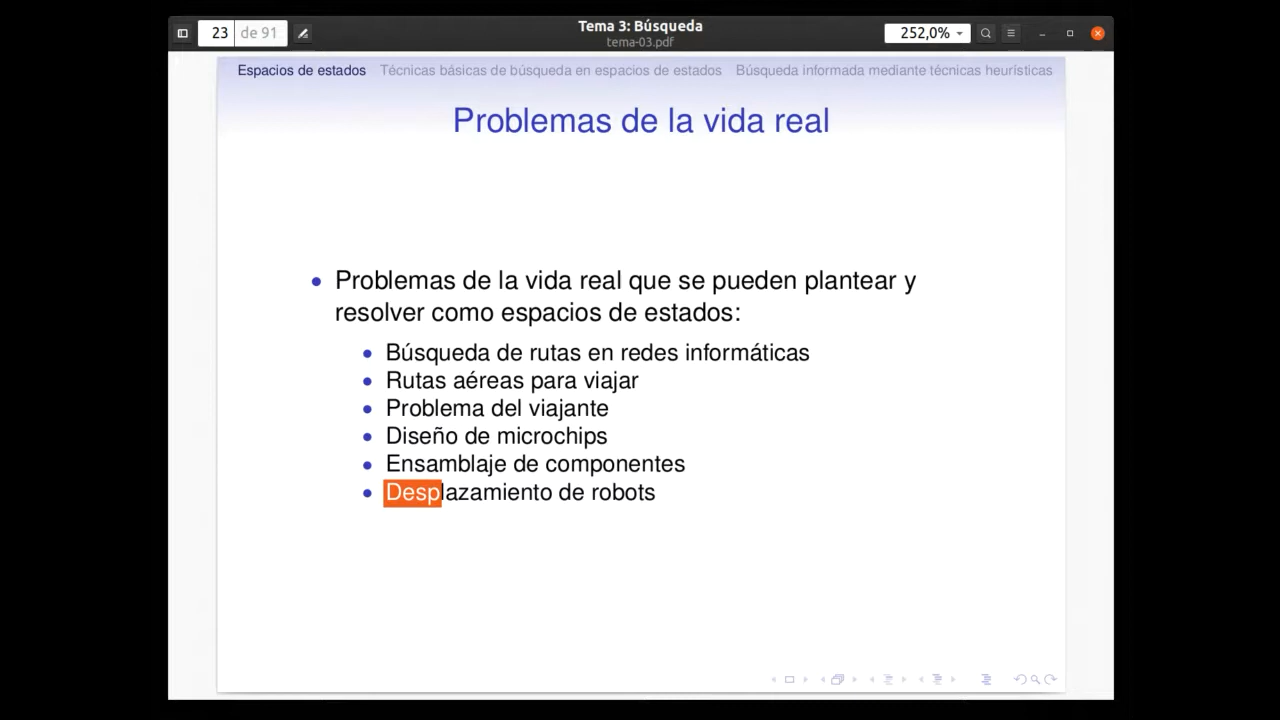 23 de 91
Tema 3: Búsqueda
tema-03.pdf
252,0%
Espacios de estados Técnicas básicas de búsqueda en espacios de estados Búsqueda informada mediante técnicas heurísticas
Problemas de la vida real
Problemas de la vida real que se pueden plantear y
resolver como espacios de estados:
Búsqueda de rutas en redes informáticas
Rutas aéreas para viajar
Problema del viajante
Diseño de microchips
Ensamblaje de componentes
Desplazamiento de robots